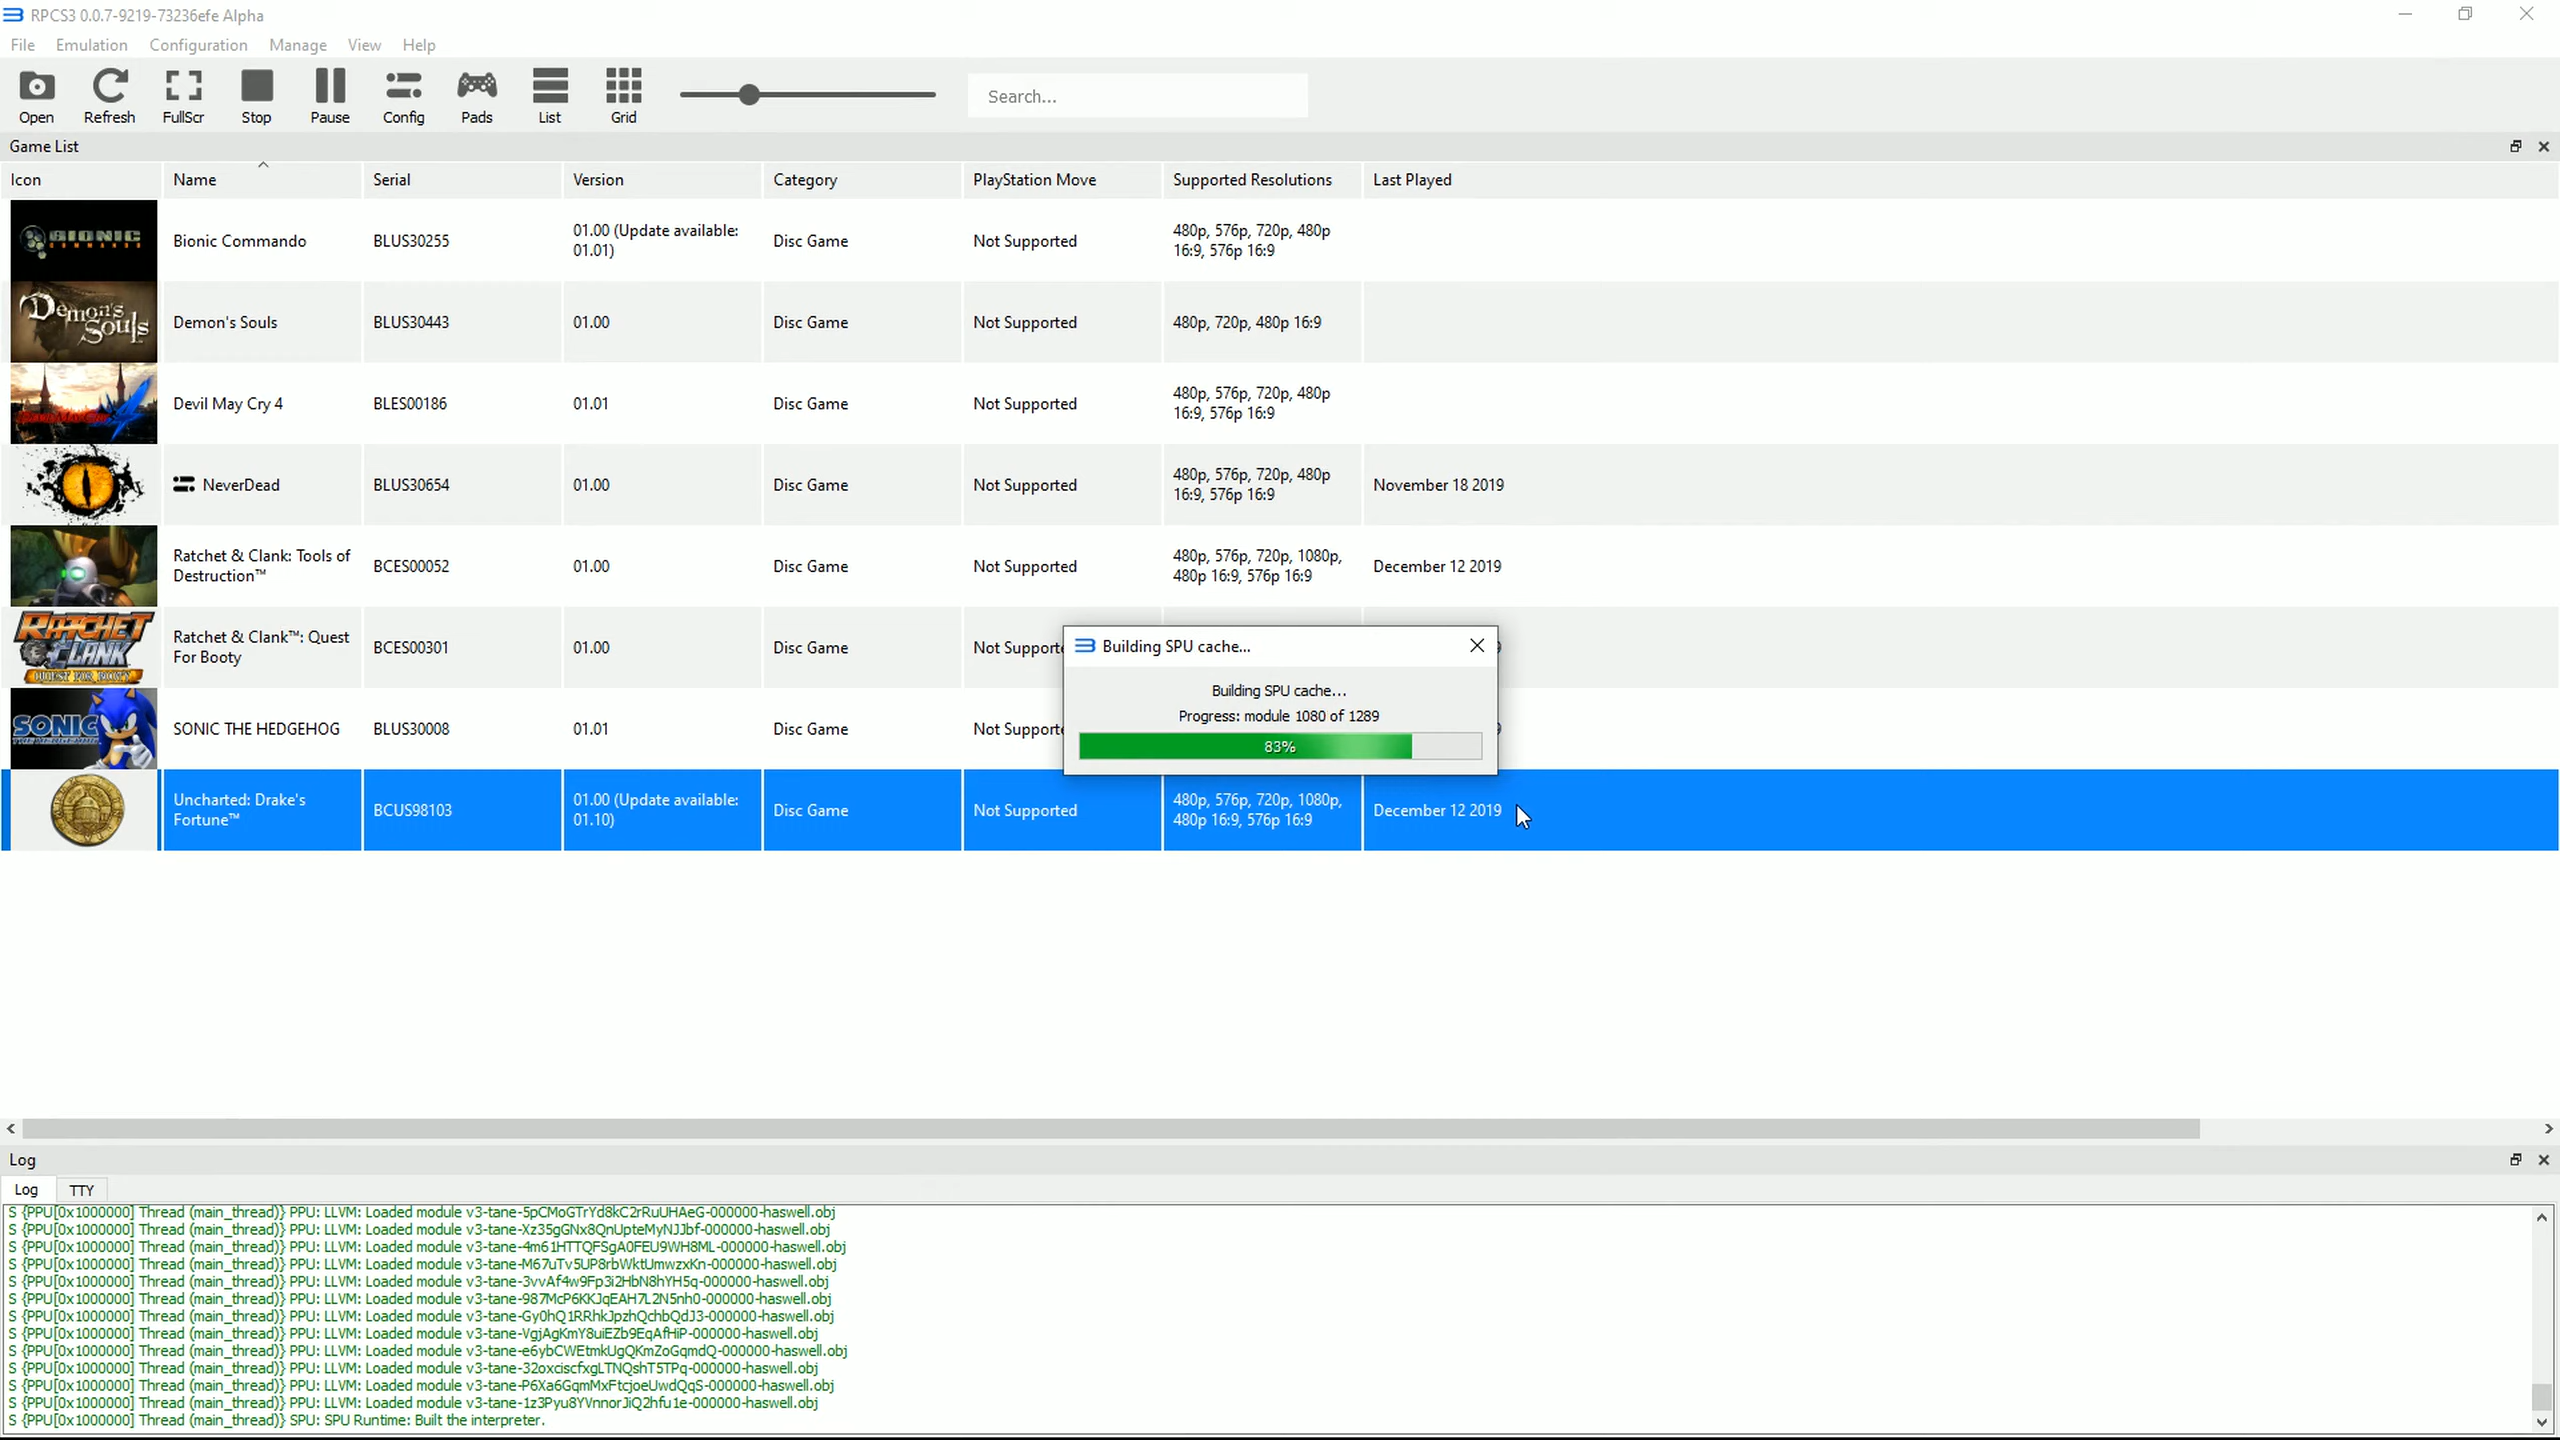 RPCS3 0.0.7-9219-73236efe Alpha
File Emulation Configuration Manage View Help
Open Refresh FullScr Stop Pause Config Pads List Grid Search...
Game List
Icon Name Serial Version Category PlayStation Move Supported Resolutions Last Played
BIONIC COMMANDO Bionic Commando BLUS30255 01.00 (Update available: 01.01) Disc Game Not Supported 480p, 576p, 720p, 480p 16:9, 576p 16:9
Demon's Souls Demon's Souls BLUS30443 01.00 Disc Game Not Supported 480p, 720p, 480p 16:9
Devil May Cry 4 BLES00186 01.01 Disc Game Not Supported 480p, 576p, 720p, 480p 16:9, 576p 16:9
NeverDead BLUS30654 01.00 Disc Game Not Supported 480p, 576p, 720p, 480p 16:9, 576p 16:9 November 18 2019
Ratchet & Clank: Tools of Destruction™ BCES00052 01.00 Disc Game Not Supported 480p, 576p, 720p, 1080p, 480p 16:9, 576p 16:9 December 12 2019
RATCHET CLANK QUEST FOR BOOTY Ratchet & Clank™: Quest For Booty BCES00301 01.00 Disc Game Not
SONIC THE HEDGEHOG SONIC THE HEDGEHOG BLUS30008 01.01 Disc Game Not
Building SPU cache...
Building SPU cache...
Progress: module 1080 of 1289
83%
Uncharted: Drake's Fortune™ BCUS98103 01.00 (Update available: 01.10) Disc Game Not Supported 480p, 576p, 720p, 1080p, 480p 16:9, 576p 16:9 December 12 2019
Log
Log TTY
S {PPU[0x1000000] Thread (main_thread)} PPU: LLVM: Loaded module v3-tane-5pCMoGTrYd8kC2rRuUHAeG-000000-haswell.obj
S {PPU[0x1000000] Thread (main_thread)} PPU: LLVM: Loaded module v3-tane-Xz35gGNx8QnUpteMyNJJbf-000000-haswell.obj
S {PPU[0x1000000] Thread (main_thread)} PPU: LLVM: Loaded module v3-tane-4m61HTTQFSgA0FEU9WH8ML-000000-haswell.obj
S {PPU[0x1000000] Thread (main_thread)} PPU: LLVM: Loaded module v3-tane-M67uTv5UP8rbWktUmwzxKn-000000-haswell.obj
S {PPU[0x1000000] Thread (main_thread)} PPU: LLVM: Loaded module v3-tane-3vvAf4w9Fp3i2HbN8hYH5q-000000-haswell.obj
S {PPU[0x1000000] Thread (main_thread)} PPU: LLVM: Loaded module v3-tane-987McP6KKJqEAH7L2N5nh0-000000-haswell.obj
S {PPU[0x1000000] Thread (main_thread)} PPU: LLVM: Loaded module v3-tane-Gy0hQ1RRhkJpzhQchbQdJ3-000000-haswell.obj
S {PPU[0x1000000] Thread (main_thread)} PPU: LLVM: Loaded module v3-tane-VgjAgKmY8uiEZb9EqAfHiP-000000-haswell.obj
S {PPU[0x1000000] Thread (main_thread)} PPU: LLVM: Loaded module v3-tane-e6ybCWEtmkUgQKmZoGqmdQ-000000-haswell.obj
S {PPU[0x1000000] Thread (main_thread)} PPU: LLVM: Loaded module v3-tane-32oxciscfxgLTNQshT5TPq-000000-haswell.obj
S {PPU[0x1000000] Thread (main_thread)} PPU: LLVM: Loaded module v3-tane-P6Xa6GqmMxFtcjoeUwdQqS-000000-haswell.obj
S {PPU[0x1000000] Thread (main_thread)} PPU: LLVM: Loaded module v3-tane-1z3Pyu8YVnnorJiQ2hfu1e-000000-haswell.obj
S {PPU[0x1000000] Thread (main_thread)} SPU: SPU Runtime: Built the interpreter.